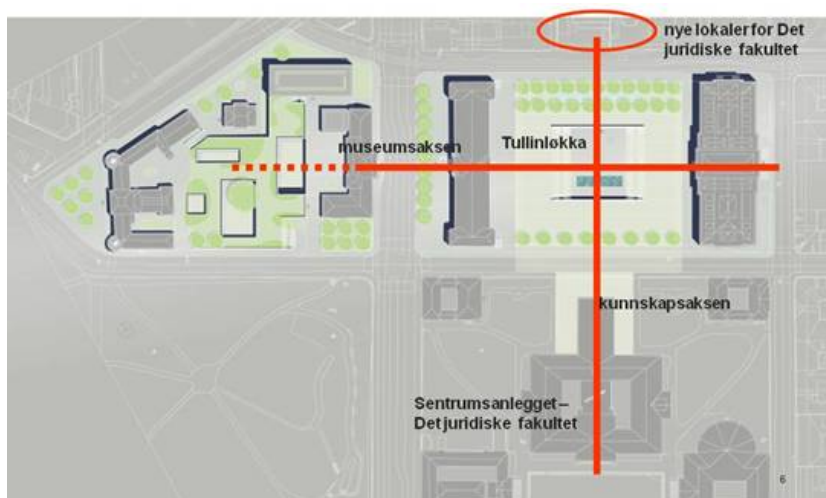 nye lokaler for Det
juridiske fakultet
museumsaksen
Tullinløkka
kunnskapsaksen
Sentrumsanlegget–
Det juridiske fakultet
6